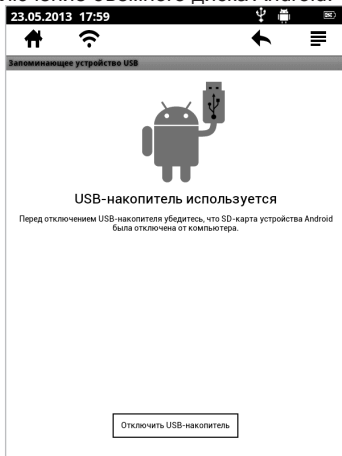 23.05.2013 17:59
Запоминающее устройство USB
USB-накопитель используется
Перед отключением USB-накопителя убедитесь, что SD-карта устройства Android
была отключена от компьютера.
Отключить USB-накопитель